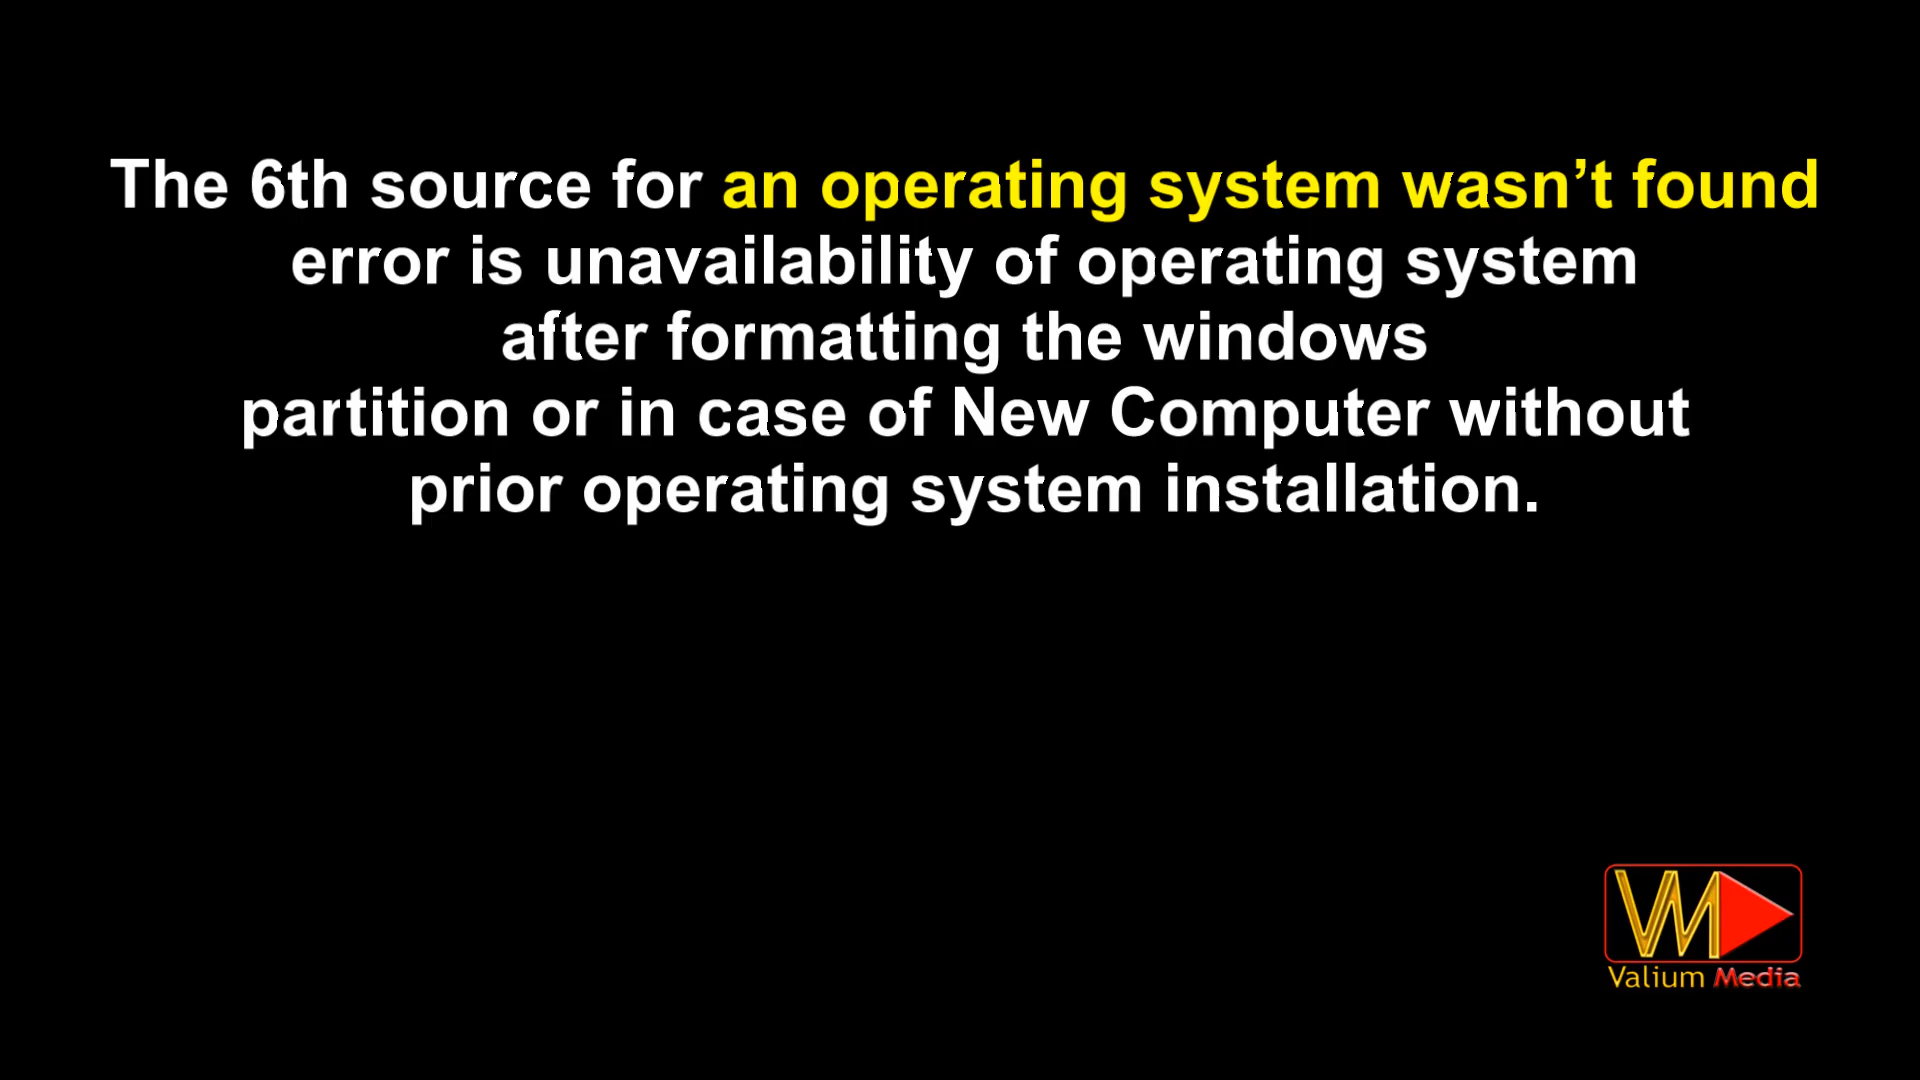 The 6th source for an operating system wasn’t found
error is unavailability of operating system
after formatting the windows
partition or in case of New Computer without
prior operating system installation.
VM
Valium Media